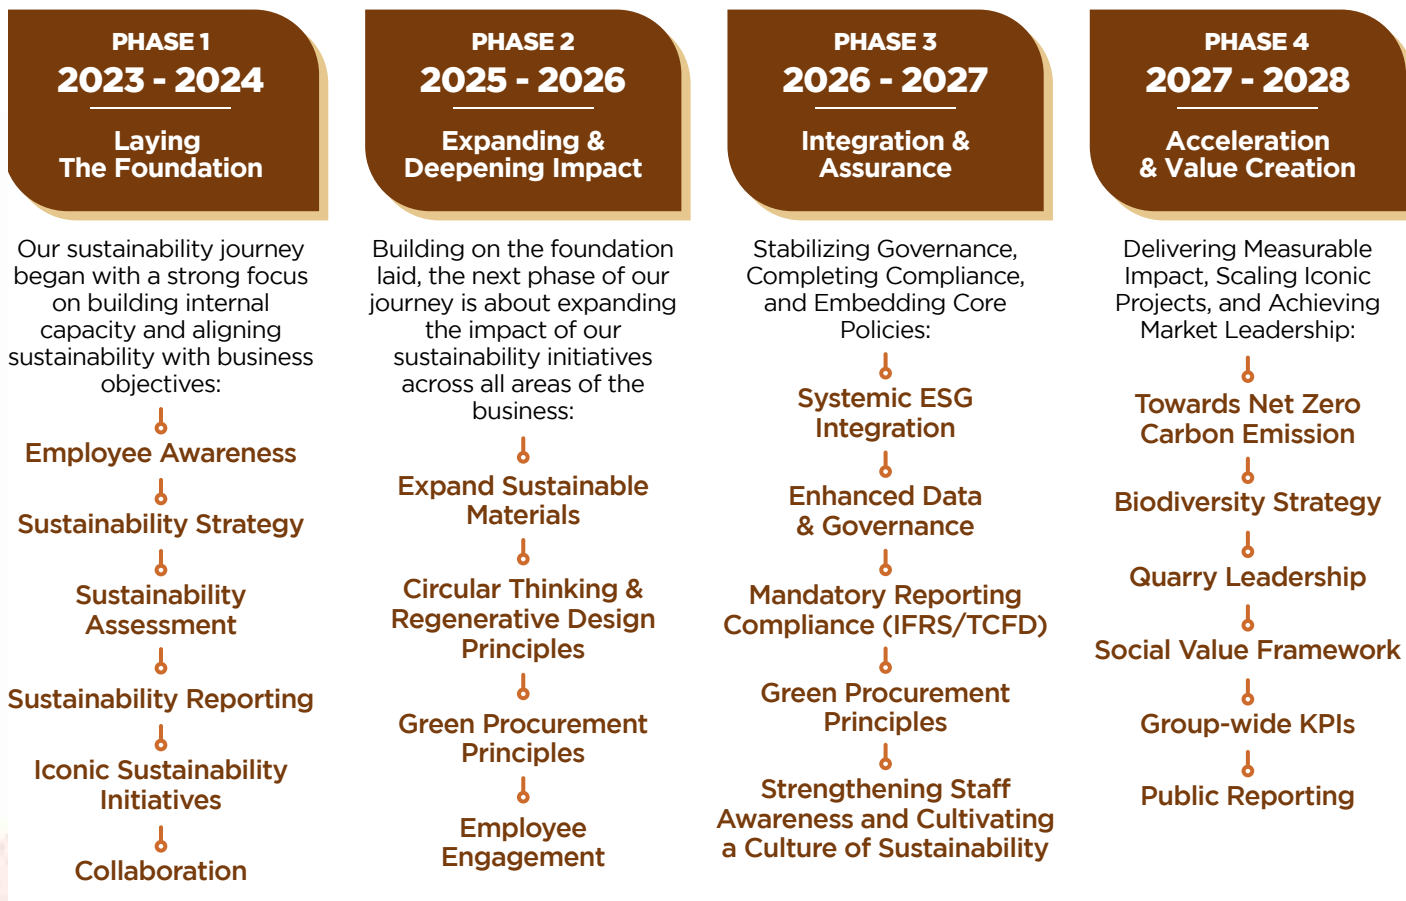 PHASE 1
2023 - 2024
Laying
The Foundation
Our sustainability journey
began with a strong focus
on building internal
capacity and aligning
sustainability with business
objectives:
Employee Awareness
Sustainability Strategy
Sustainability
Assessment
Sustainability Reporting
Iconic Sustainability
Initiatives
Collaboration
PHASE 2
2025 - 2026
Expanding &
Deepening Impact
Building on the foundation
laid, the next phase of our
journey is about expanding
the impact of our
sustainability initiatives
across all areas of the
business:
Expand Sustainable
Materials
Circular Thinking &
Regenerative Design
Principles
Green Procurement
Principles
Employee
Engagement
PHASE 3
2026 - 2027
Integration &
Assurance
Stabilizing Governance,
Completing Compliance,
and Embedding Core
Policies:
Systemic ESG
Integration
Enhanced Data
& Governance
Mandatory Reporting
Compliance (IFRS/TCFD)
Green Procurement
Principles
Strengthening Staff
Awareness and Cultivating
a Culture of Sustainability
PHASE 4
2027 - 2028
Acceleration
& Value Creation
Delivering Measurable
Impact, Scaling Iconic
Projects, and Achieving
Market Leadership:
Towards Net Zero
Carbon Emission
Biodiversity Strategy
Quarry Leadership
Social Value Framework
Group-wide KPIs
Public Reporting